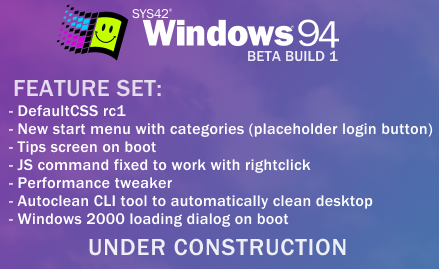 SYS42®
Windows 94
BETA BUILD 1
FEATURE SET:
- DefaultCSS rc1
- New start menu with categories (placeholder login button)
- Tips screen on boot
- JS command fixed to work with rightclick
- Performance tweaker
- Autoclean CLI tool to automatically clean desktop
- Windows 2000 loading dialog on boot
UNDER CONSTRUCTION